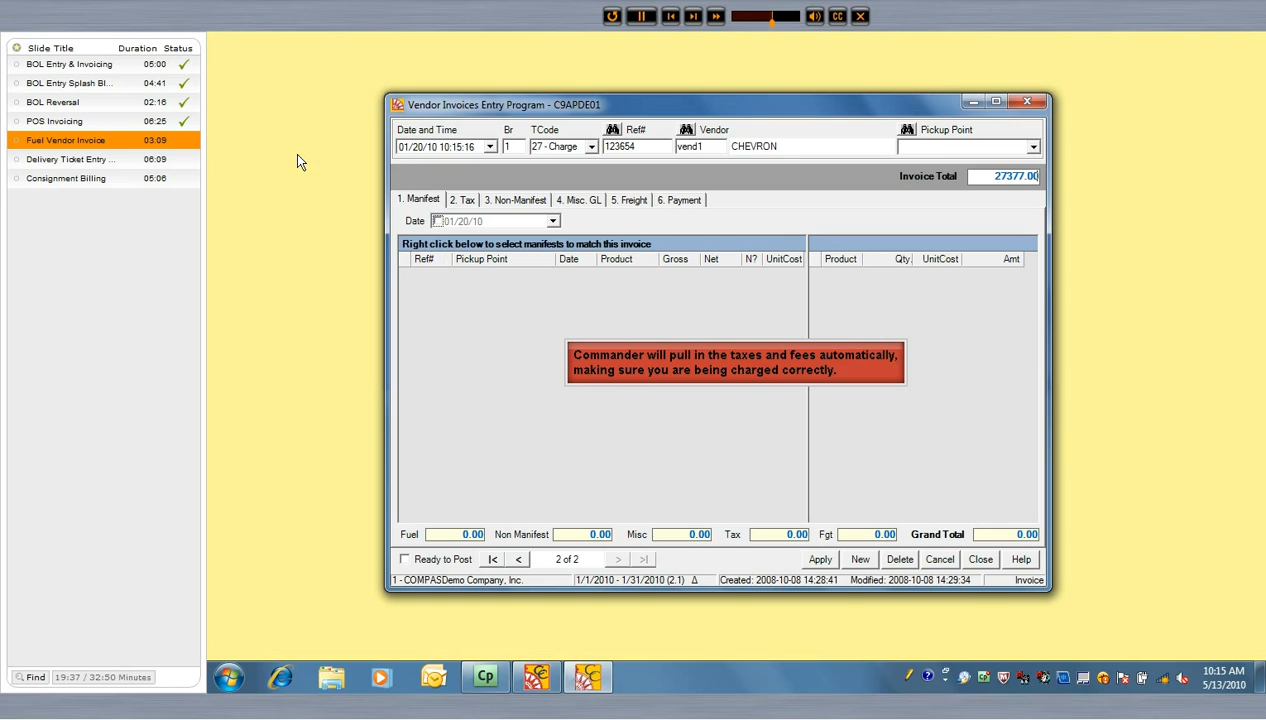 CC
Slide Title Duration Status
BOL Entry & Invoicing 05:00
BOL Entry Splash Bl... 04:41
BOL Reversal 02:16
POS Invoicing 06:25
Fuel Vendor Invoice 03:09
Delivery Ticket Entry ... 06:09
Consignment Billing 05:06
Vendor Invoices Entry Program - C9APDE01
Date and Time Br TCode Ref# Vendor Pickup Point
01/20/10 10:15:16 1 27 - Charge 123654 vend1 CHEVRON
Invoice Total 27377.00
1. Manifest 2. Tax 3. Non-Manifest 4. Misc. GL 5. Freight 6. Payment
Date 01/20/10
Right click below to select manifests to match this invoice
Ref# Pickup Point Date Product Gross Net N? UnitCost Product Qty. UnitCost Amt
Commander will pull in the taxes and fees automatically,
making sure you are being charged correctly.
Fuel 0.00 Non Manifest 0.00 Misc 0.00 Tax 0.00 Fgt 0.00 Grand Total 0.00
Ready to Post |< < 2 of 2 > >| Apply New Delete Cancel Close Help
1 - COMPASDemo Company, Inc. 1/1/2010 - 1/31/2010 (2.1) Δ Created: 2008-10-08 14:28:41 Modified: 2008-10-08 14:29:34 Invoice
Find 19:37 / 32:50 Minutes
Cp
10:15 AM
5/13/2010